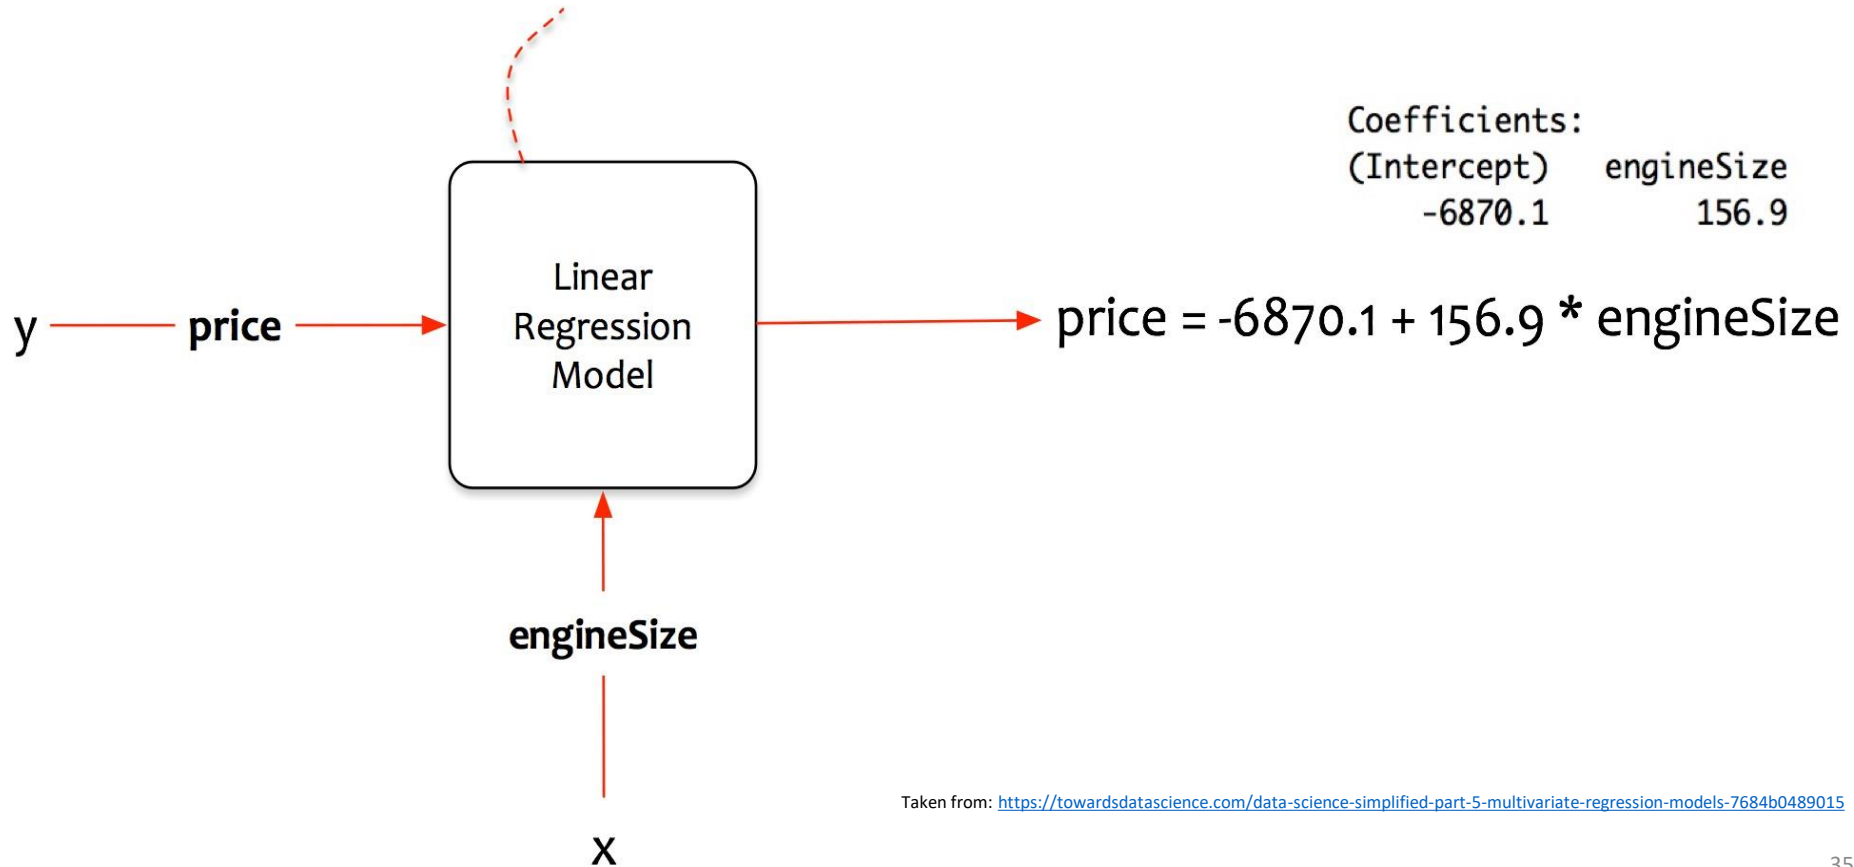 Coefficients:
(Intercept) engineSize
-6870.1 156.9
Linear
Regression
Model
y
price
price = -6870.1 + 156.9 * engineSize
engineSize
x
Taken from: https://towardsdatascience.com/data-science-simplified-part-5-multivariate-regression-models-7684b0489015
35